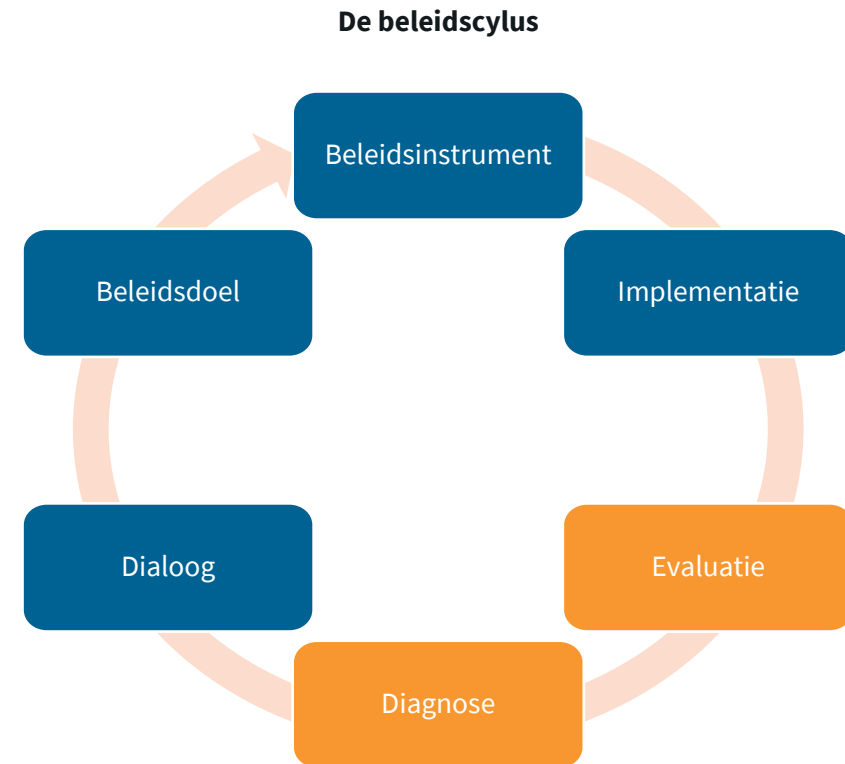 De beleidscylus
Beleidsinstrument
Implementatie
Evaluatie
Diagnose
Dialoog
Beleidsdoel